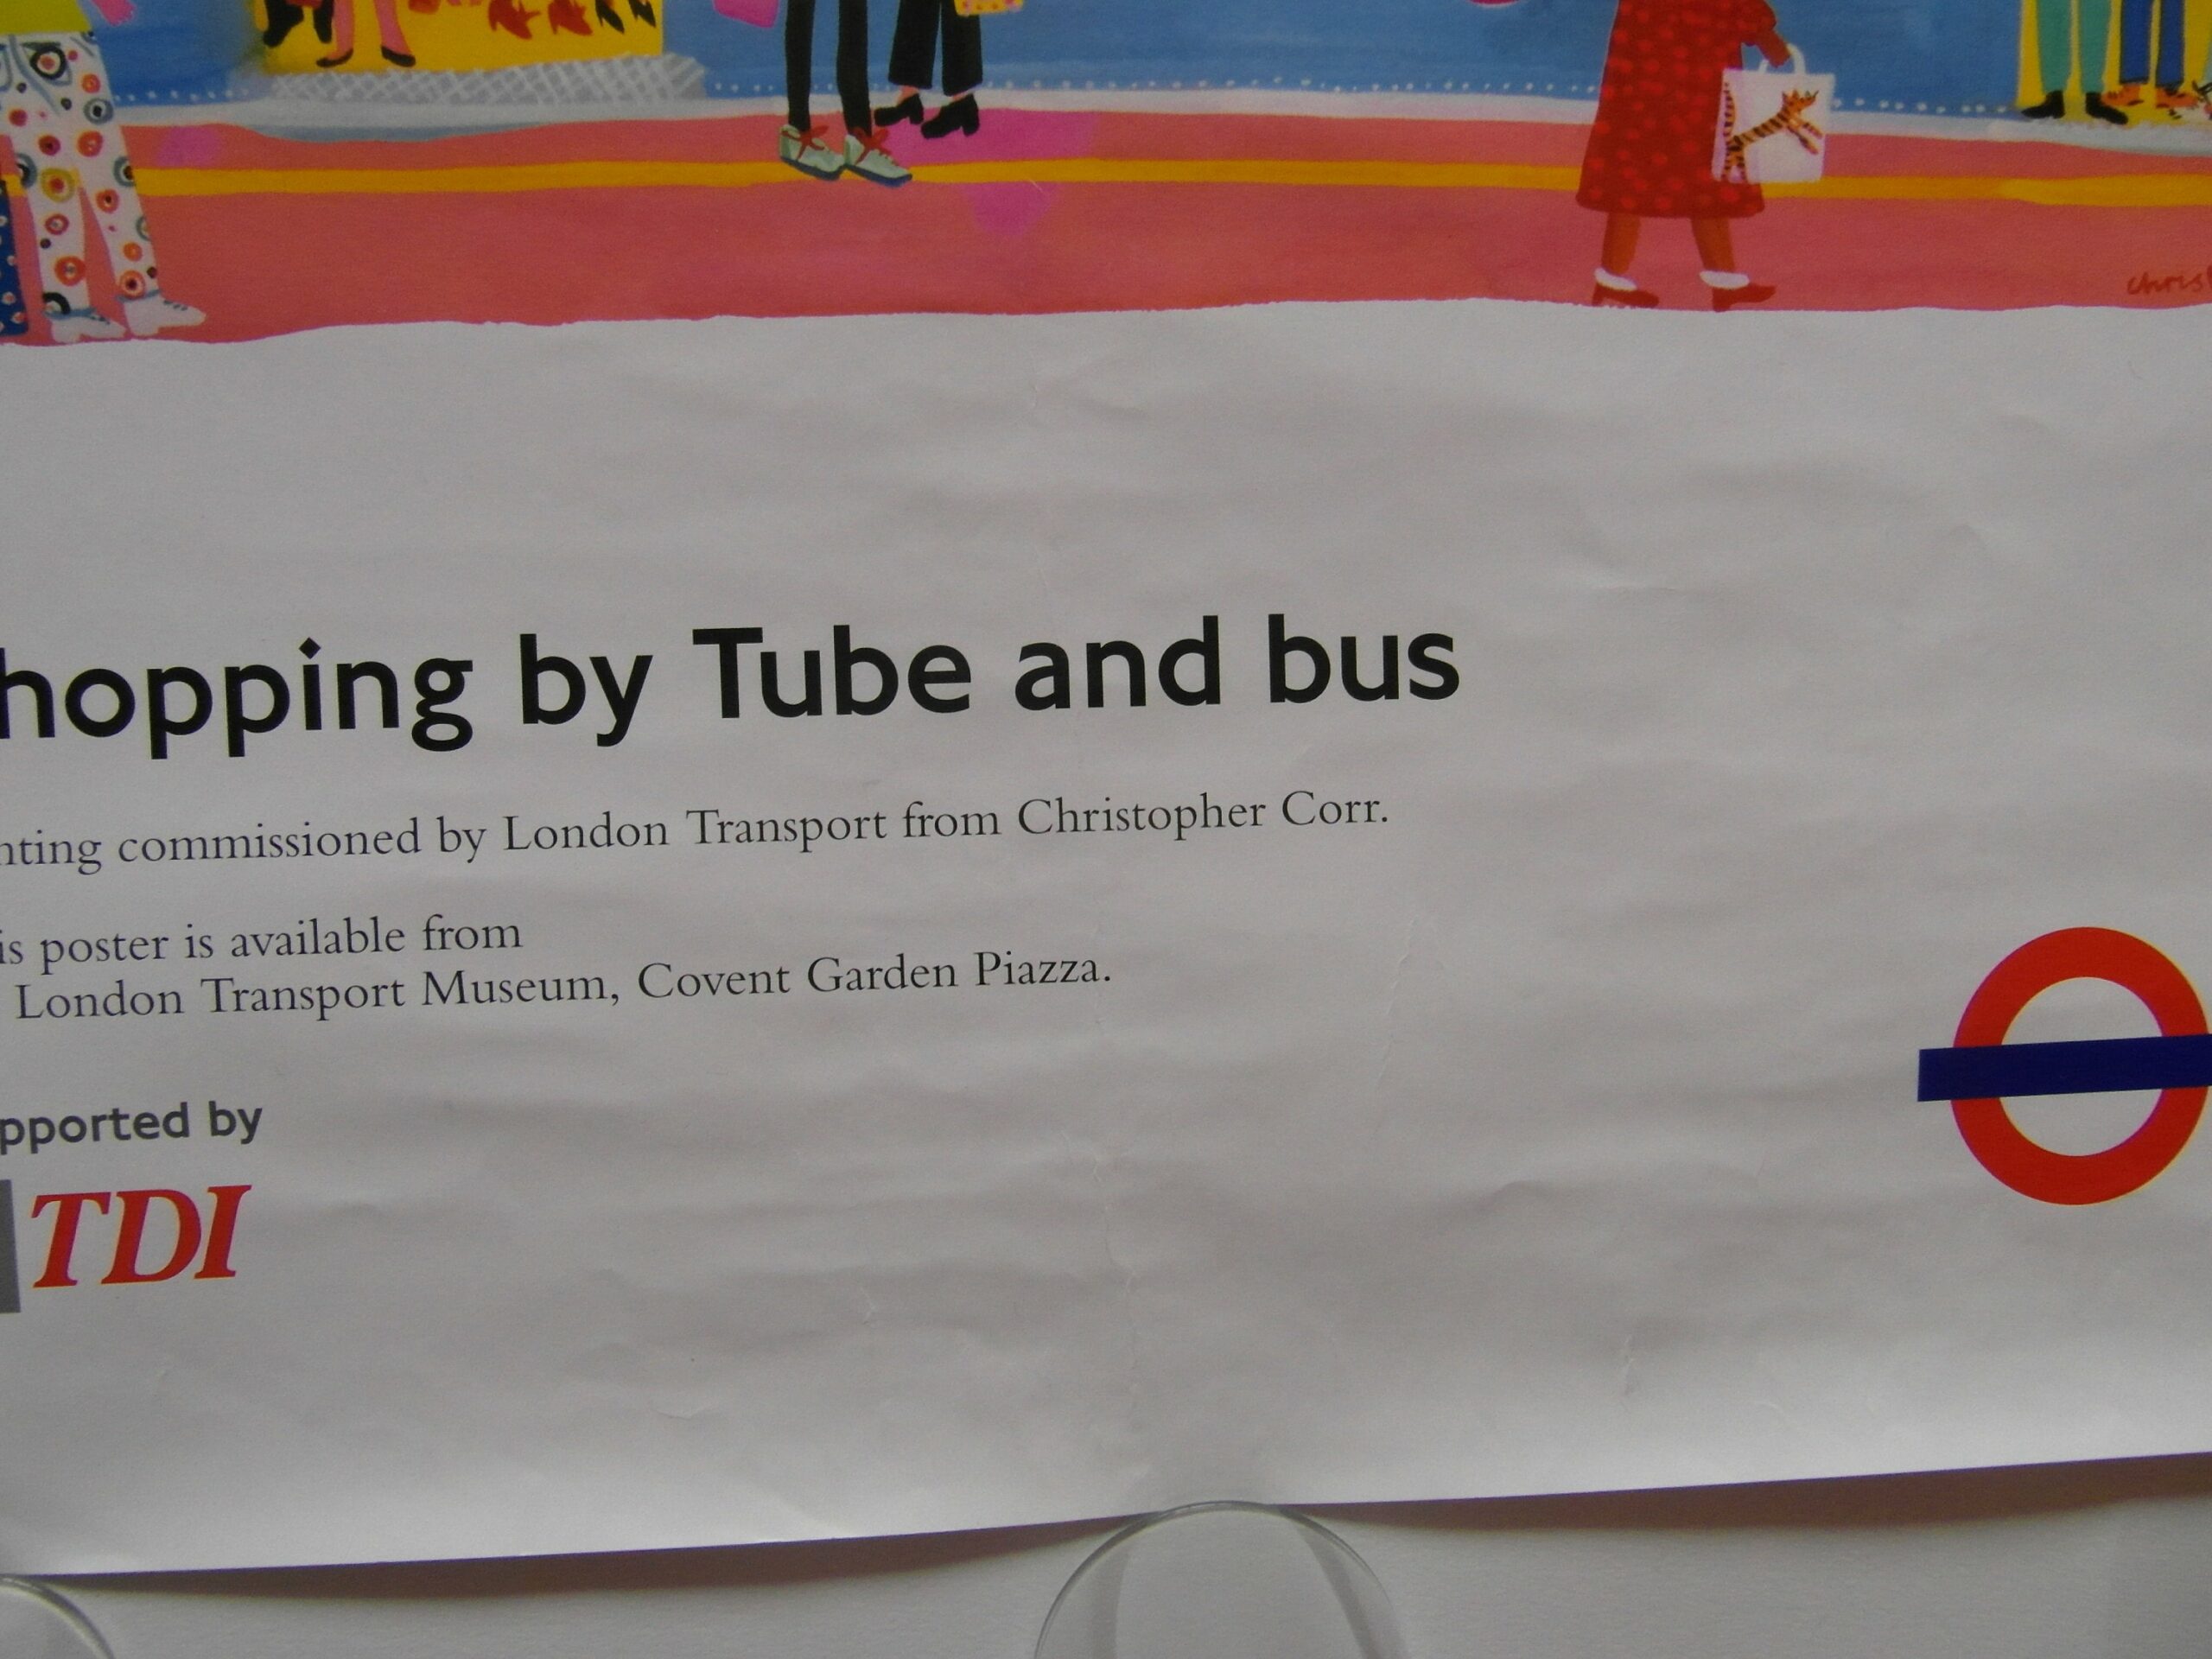 christ
hopping by Tube and bus
nting commissioned by London Transport from Christopher Corr.
is poster is available from
London Transport Museum, Covent Garden Piazza.
pported by
TDI